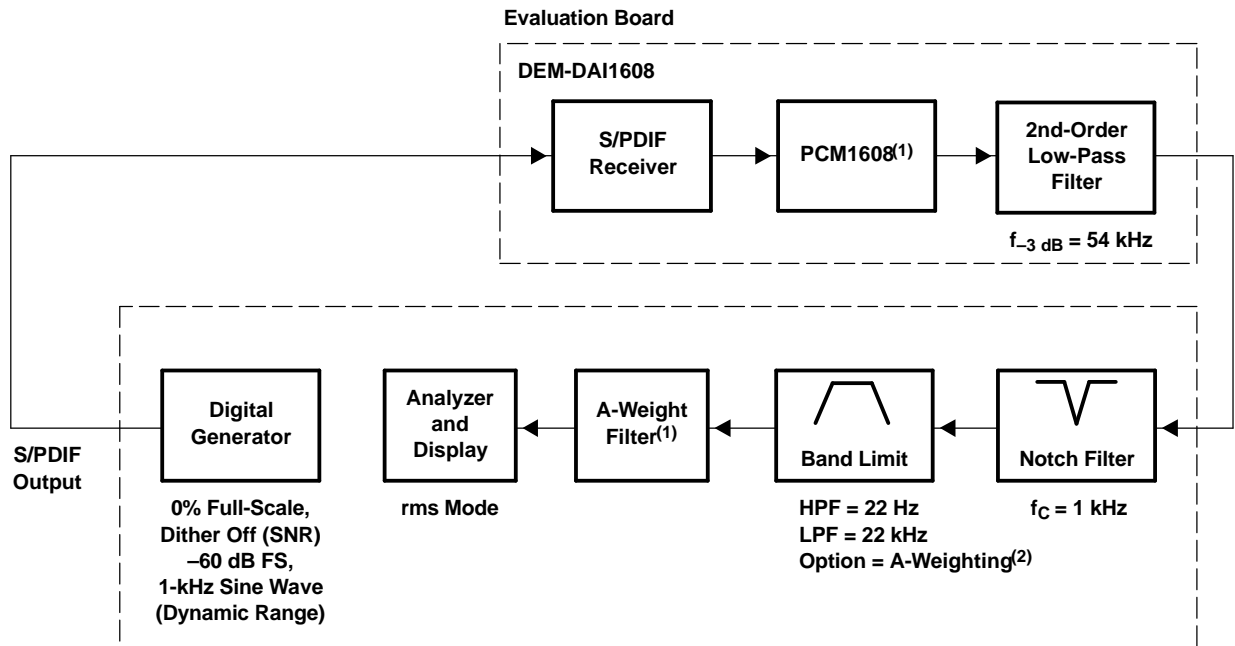 Evaluation Board
DEM-DAI1608
S/PDIF
Receiver
PCM1608(1)
2nd-Order
Low-Pass
Filter
f–3 dB = 54 kHz
S/PDIF
Output
Digital
Generator
0% Full-Scale,
Dither Off (SNR)
–60 dB FS,
1-kHz Sine Wave
(Dynamic Range)
Analyzer
and
Display
rms Mode
A-Weight
Filter(1)
Band Limit
HPF = 22 Hz
LPF = 22 kHz
Option = A-Weighting(2)
Notch Filter
fC = 1 kHz